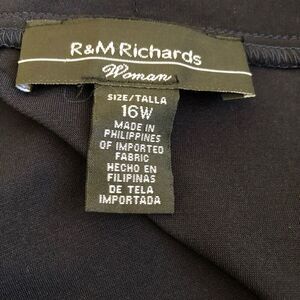 R&M Richards
Woman
SIZE/TALLA
16W
MADE IN
PHILIPPINES
OF IMPORTED
FABRIC
HECHO EN
FILIPINAS
DE TELA
IMPORTADA